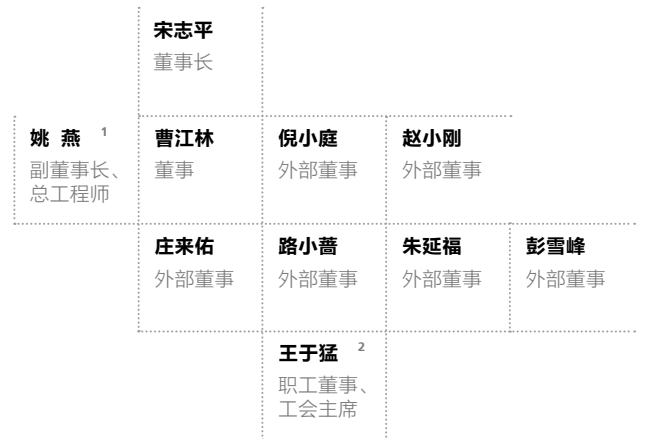 宋志平
董事长
姚 燕 1
副董事长、
总工程师
曹江林
董事
倪小庭
外部董事
赵小刚
外部董事
庄来佑
外部董事
路小蔷
外部董事
朱延福
外部董事
彭雪峰
外部董事
王于猛 2
职工董事、
工会主席